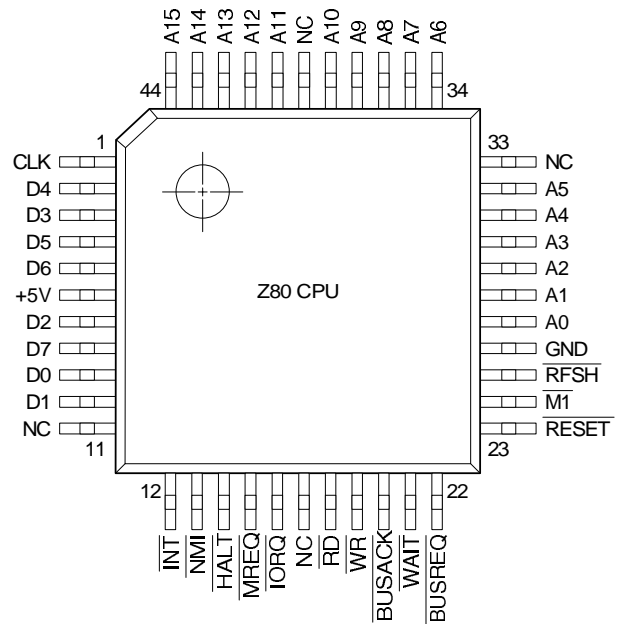 A15
A14
A13
A12
A11
NC
A10
A9
A8
A7
A6
44
34
1
33
CLK
NC
D4
A5
D3
A4
D5
A3
D6
A2
+5V
A1
Z80 CPU
D2
A0
D7
GND
D0
RFSH
D1
M1
NC
RESET
11
23
12
22
INT
NMI
HALT
MREQ
IORQ
NC
RD
WR
BUSACK
WAIT
BUSREQ